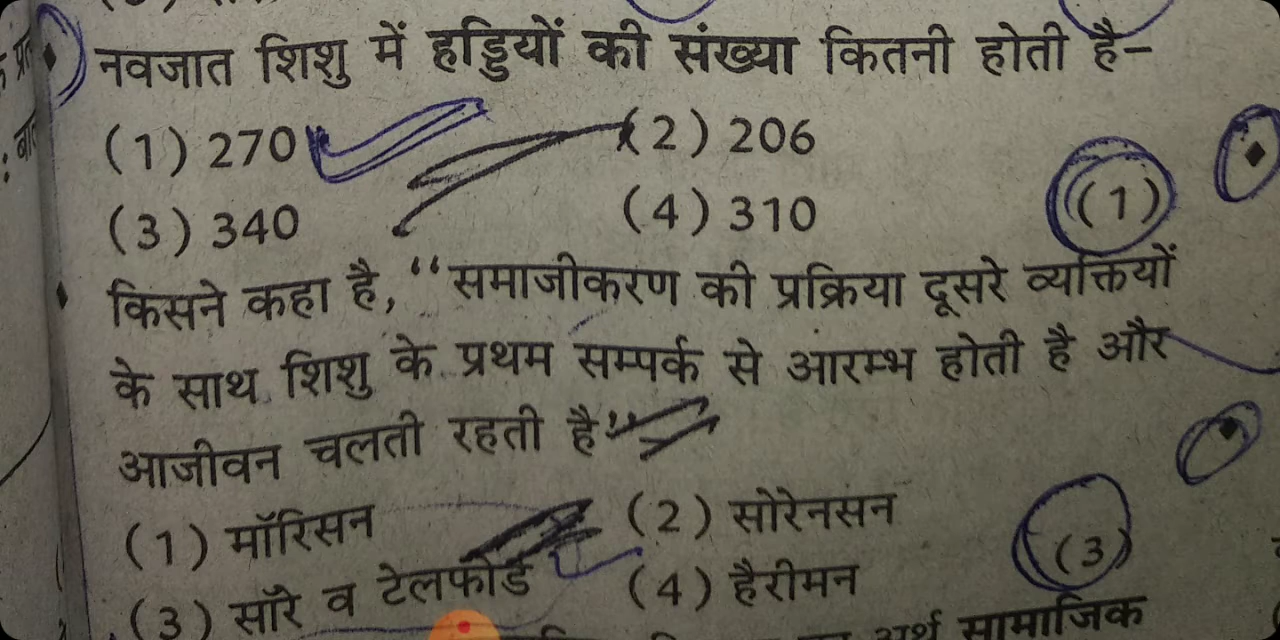 नवजात शिशु में हड्डियों की संख्या कितनी होती है–
(1) 270 (2) 206
(3) 340 (4) 310 (1)
किसने कहा है, “समाजीकरण की प्रक्रिया दूसरे व्यक्तियों
के साथ शिशु के प्रथम सम्पर्क से आरम्भ होती है और
आजीवन चलती रहती है”
(1) मॉरिसन (2) सोरेनसन
(3) सॉरे व टेलफोर्ड (4) हैरीमन (3)
अर्थ सामाजिक